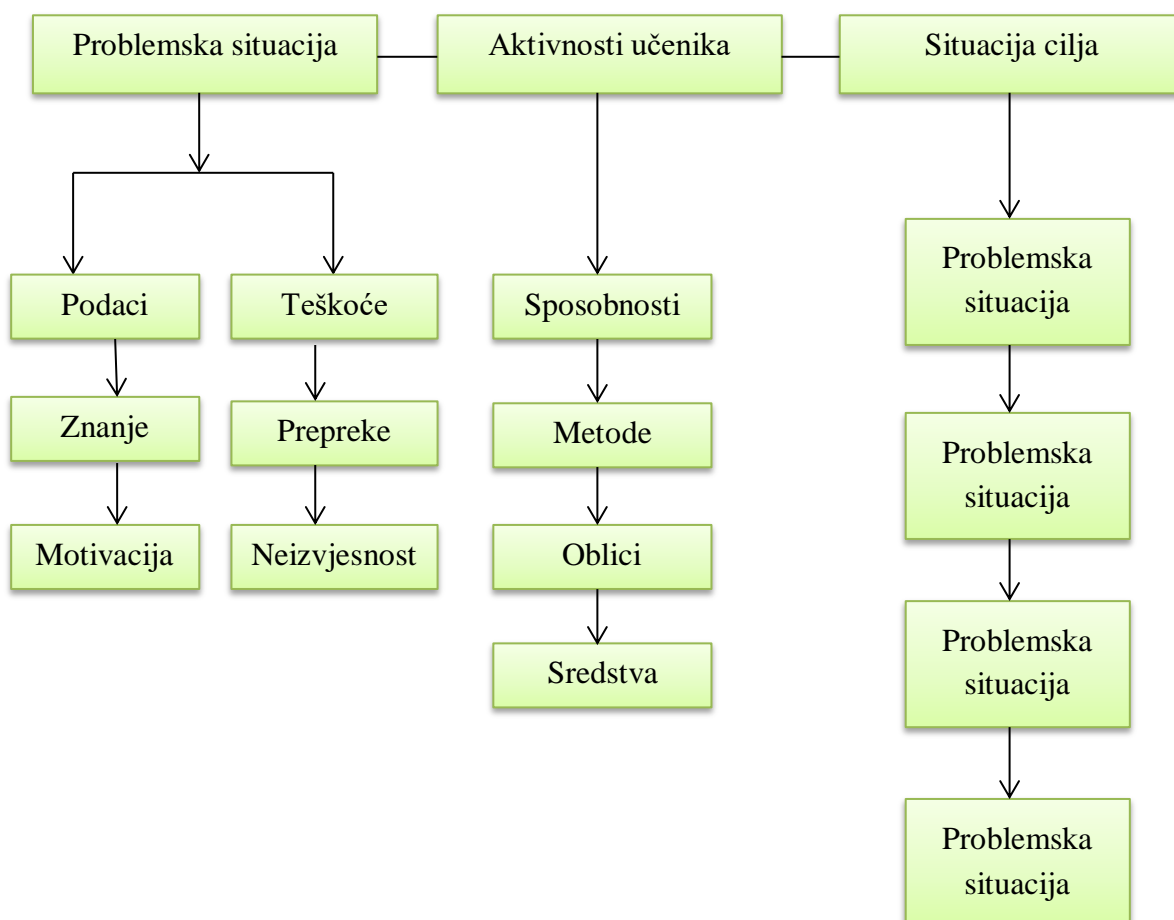 Problemska situacija
Aktivnosti učenika
Situacija cilja
Podaci
Teškoće
Znanje
Prepreke
Motivacija
Neizvjesnost
Sposobnosti
Metode
Oblici
Sredstva
Problemska
situacija
Problemska
situacija
Problemska
situacija
Problemska
situacija